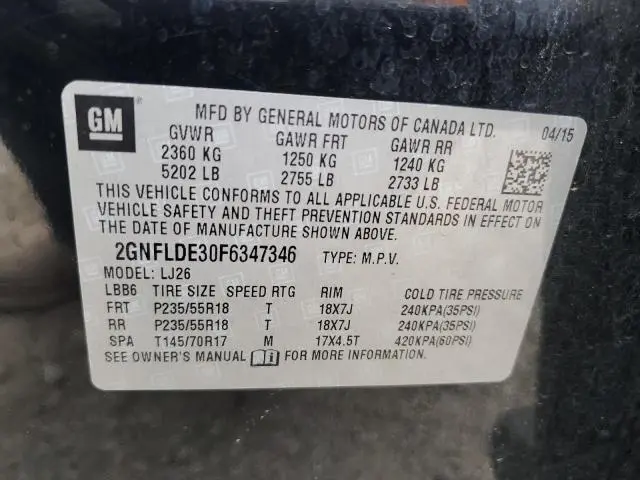 GM
MFD BY GENERAL MOTORS OF CANADA LTD. 04/15
GVWR GAWR FRT GAWR RR
2360 KG 1250 KG 1240 KG
5202 LB 2755 LB 2733 LB
THIS VEHICLE CONFORMS TO ALL APPLICABLE U.S. FEDERAL MOTOR
VEHICLE SAFETY AND THEFT PREVENTION STANDARDS IN EFFECT ON
THE DATE OF MANUFACTURE SHOWN ABOVE.
2GNFLDE30F6347346 TYPE: M.P.V.
MODEL: LJ26
LBB6 TIRE SIZE SPEED RTG RIM COLD TIRE PRESSURE
FRT P235/55R18 T 18X7J 240KPA(35PSI)
RR P235/55R18 T 18X7J 240KPA(35PSI)
SPA T145/70R17 M 17X4.5T 420KPA(60PSI)
SEE OWNER'S MANUAL FOR MORE INFORMATION.